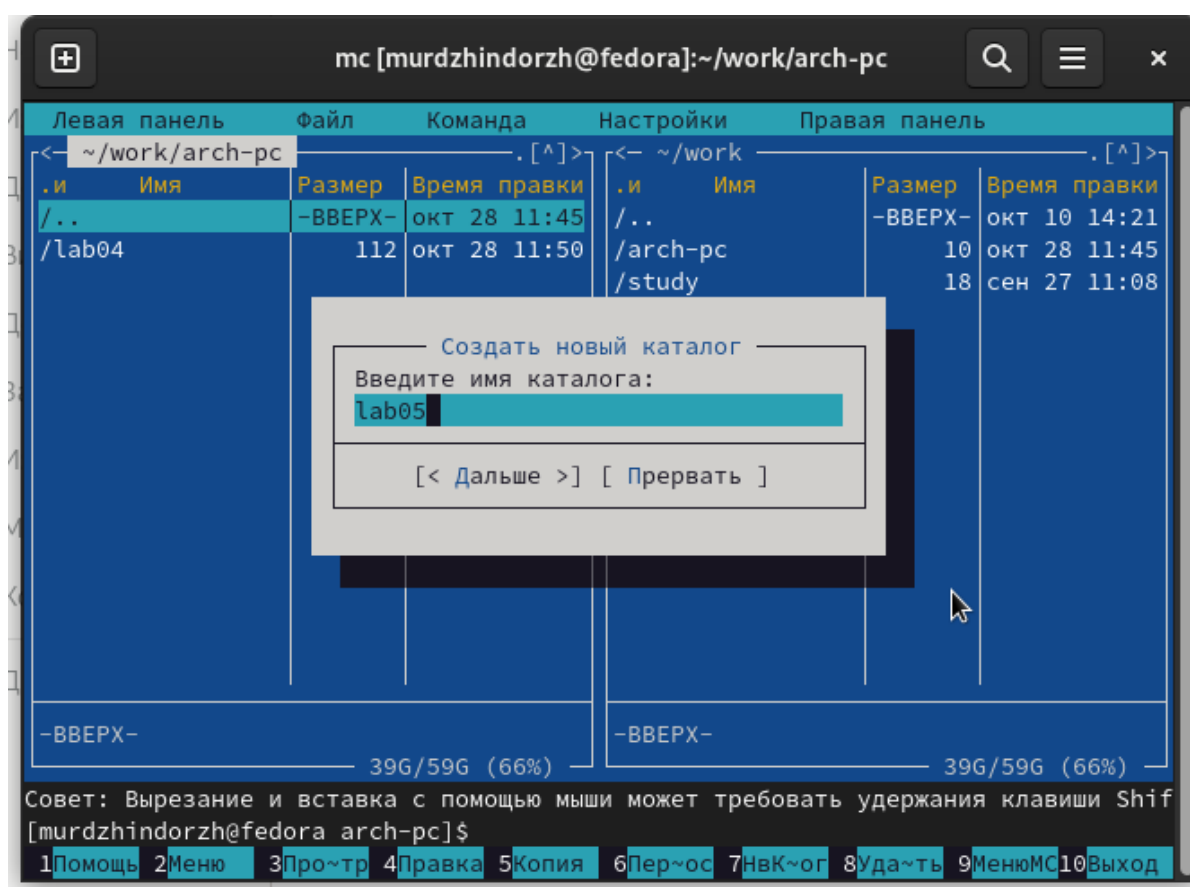 mc [murdzhindorzh@fedora]:~/work/arch-pc
Левая панель Файл Команда Настройки Правая панель
<— ~/work/arch-pc .[^]> <— ~/work .[^]>
.и Имя Размер Время правки .и Имя Размер Время правки
/.. -ВВЕРХ- окт 28 11:45 /.. -ВВЕРХ- окт 10 14:21
/lab04 112 окт 28 11:50 /arch-pc 10 окт 28 11:45
/study 18 сен 27 11:08
Создать новый каталог
Введите имя каталога:
lab05
[< Дальше >] [ Прервать ]
-ВВЕРХ- -ВВЕРХ-
39G/59G (66%) 39G/59G (66%)
Совет: Вырезание и вставка с помощью мыши может требовать удержания клавиши Shif
[murdzhindorzh@fedora arch-pc]$
1Помощь 2Меню 3Про~тр 4Правка 5Копия 6Пер~ос 7НвК~ог 8Уда~ть 9МенюМС10Выход